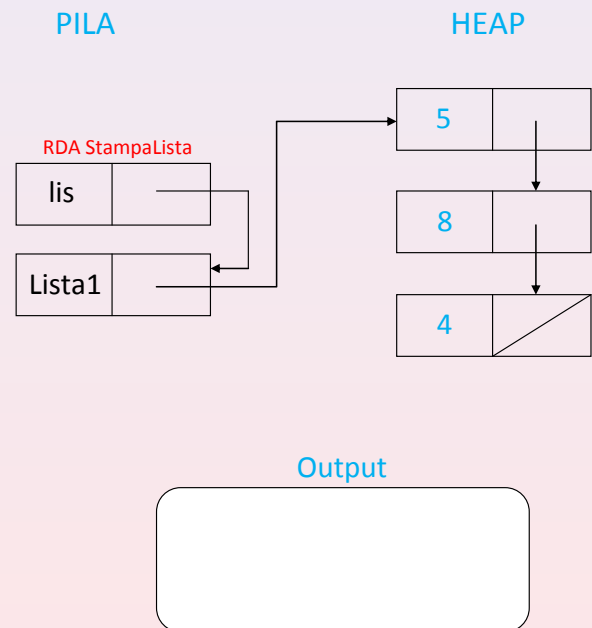 PILA
HEAP
5
RDA StampaLista
lis
8
Lista1
4
Output